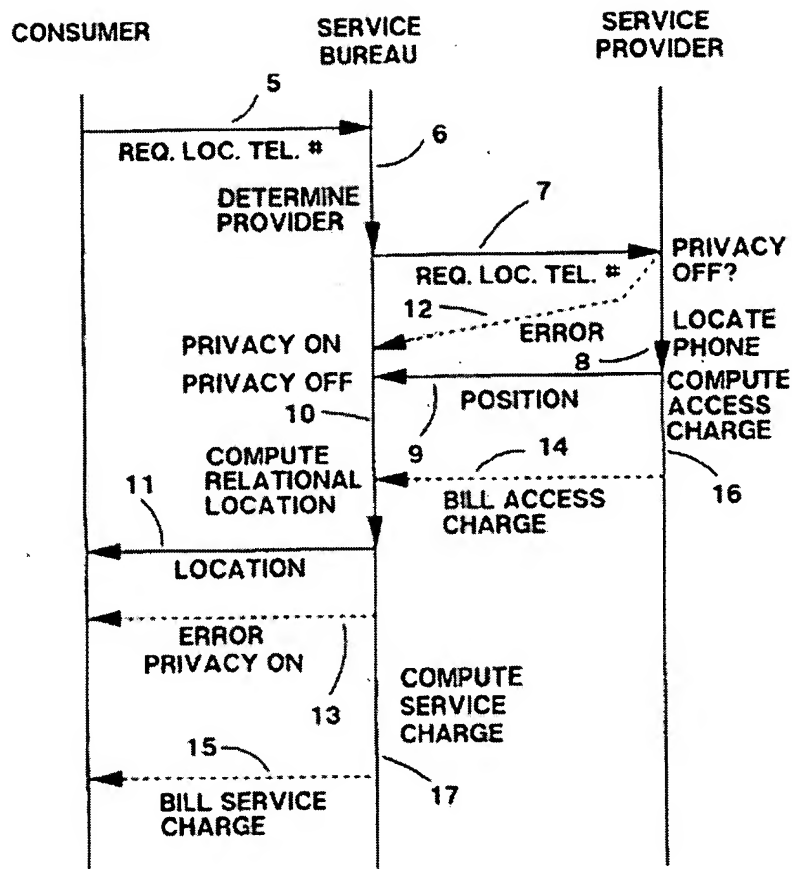 CONSUMER
SERVICE
BUREAU
SERVICE
PROVIDER
5
REQ. LOC. TEL. #
6
DETERMINE
PROVIDER
7
REQ. LOC. TEL. #
PRIVACY
OFF?
12
ERROR
PRIVACY ON
8
LOCATE
PHONE
PRIVACY OFF
POSITION
COMPUTE
ACCESS
CHARGE
10
9
14
16
COMPUTE
RELATIONAL
LOCATION
BILL ACCESS
CHARGE
11
LOCATION
ERROR
PRIVACY ON
13
COMPUTE
SERVICE
CHARGE
15
17
BILL SERVICE
CHARGE